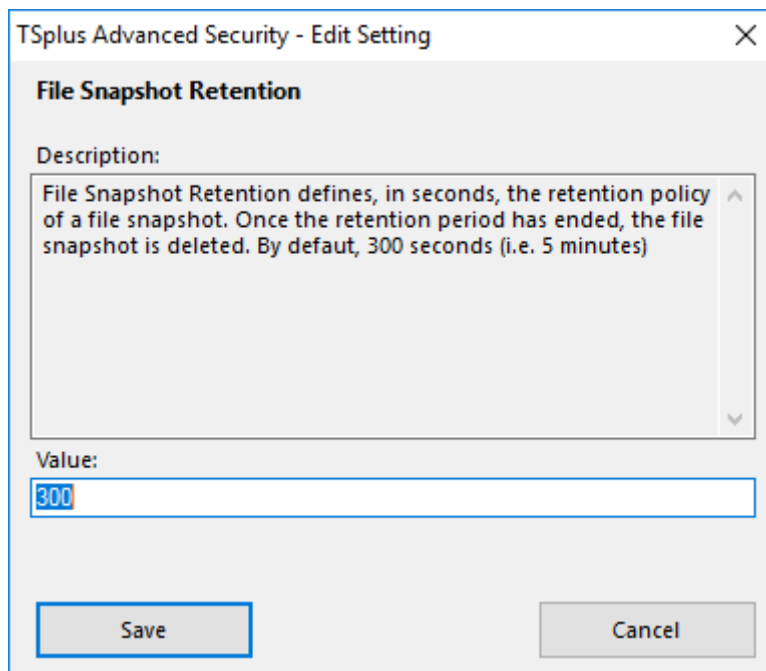 TSplus Advanced Security - Edit Setting
File Snapshot Retention
Description:
File Snapshot Retention defines, in seconds, the retention policy
of a file snapshot. Once the retention period has ended, the file
snapshot is deleted. By defaut, 300 seconds (i.e. 5 minutes)
Value:
300
Save
Cancel